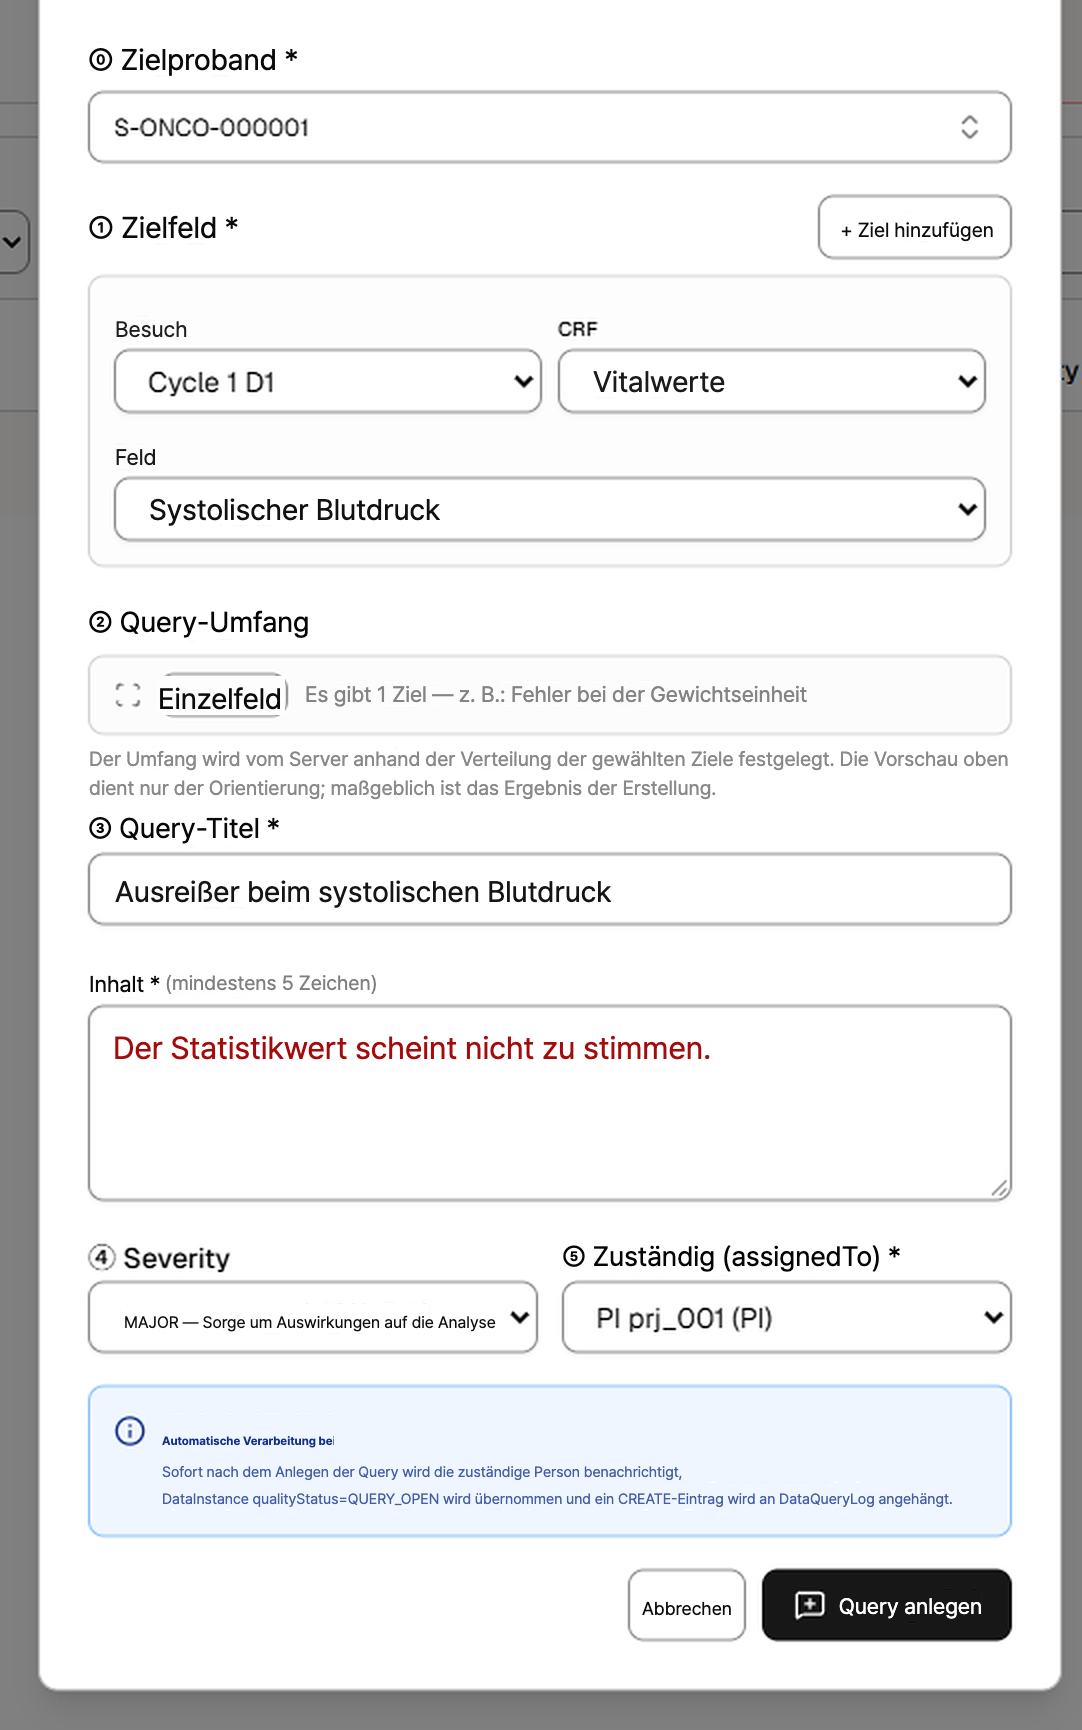 ⓪ Zielproband *
S-ONCO-000001
① Zielfeld *
+ Ziel hinzufügen
Besuch
CRF
Cycle 1 D1
Vitalwerte
Feld
Systolischer Blutdruck
② Query-Umfang
Einzelfeld Es gibt 1 Ziel — z. B.: Fehler bei der Gewichtseinheit
Der Umfang wird vom Server anhand der Verteilung der gewählten Ziele festgelegt. Die Vorschau oben
dient nur der Orientierung; maßgeblich ist das Ergebnis der Erstellung.
③ Query-Titel *
Ausreißer beim systolischen Blutdruck
Inhalt * (mindestens 5 Zeichen)
Der Statistikwert scheint nicht zu stimmen.
④ Severity
⑤ Zuständig (assignedTo) *
MAJOR — Sorge um Auswirkungen auf die Analyse
PI prj_001 (PI)
Automatische Verarbeitung bei
Sofort nach dem Anlegen der Query wird die zuständige Person benachrichtigt,
DataInstance qualityStatus=QUERY_OPEN wird übernommen und ein CREATE-Eintrag wird an DataQueryLog angehängt.
Abbrechen
Query anlegen